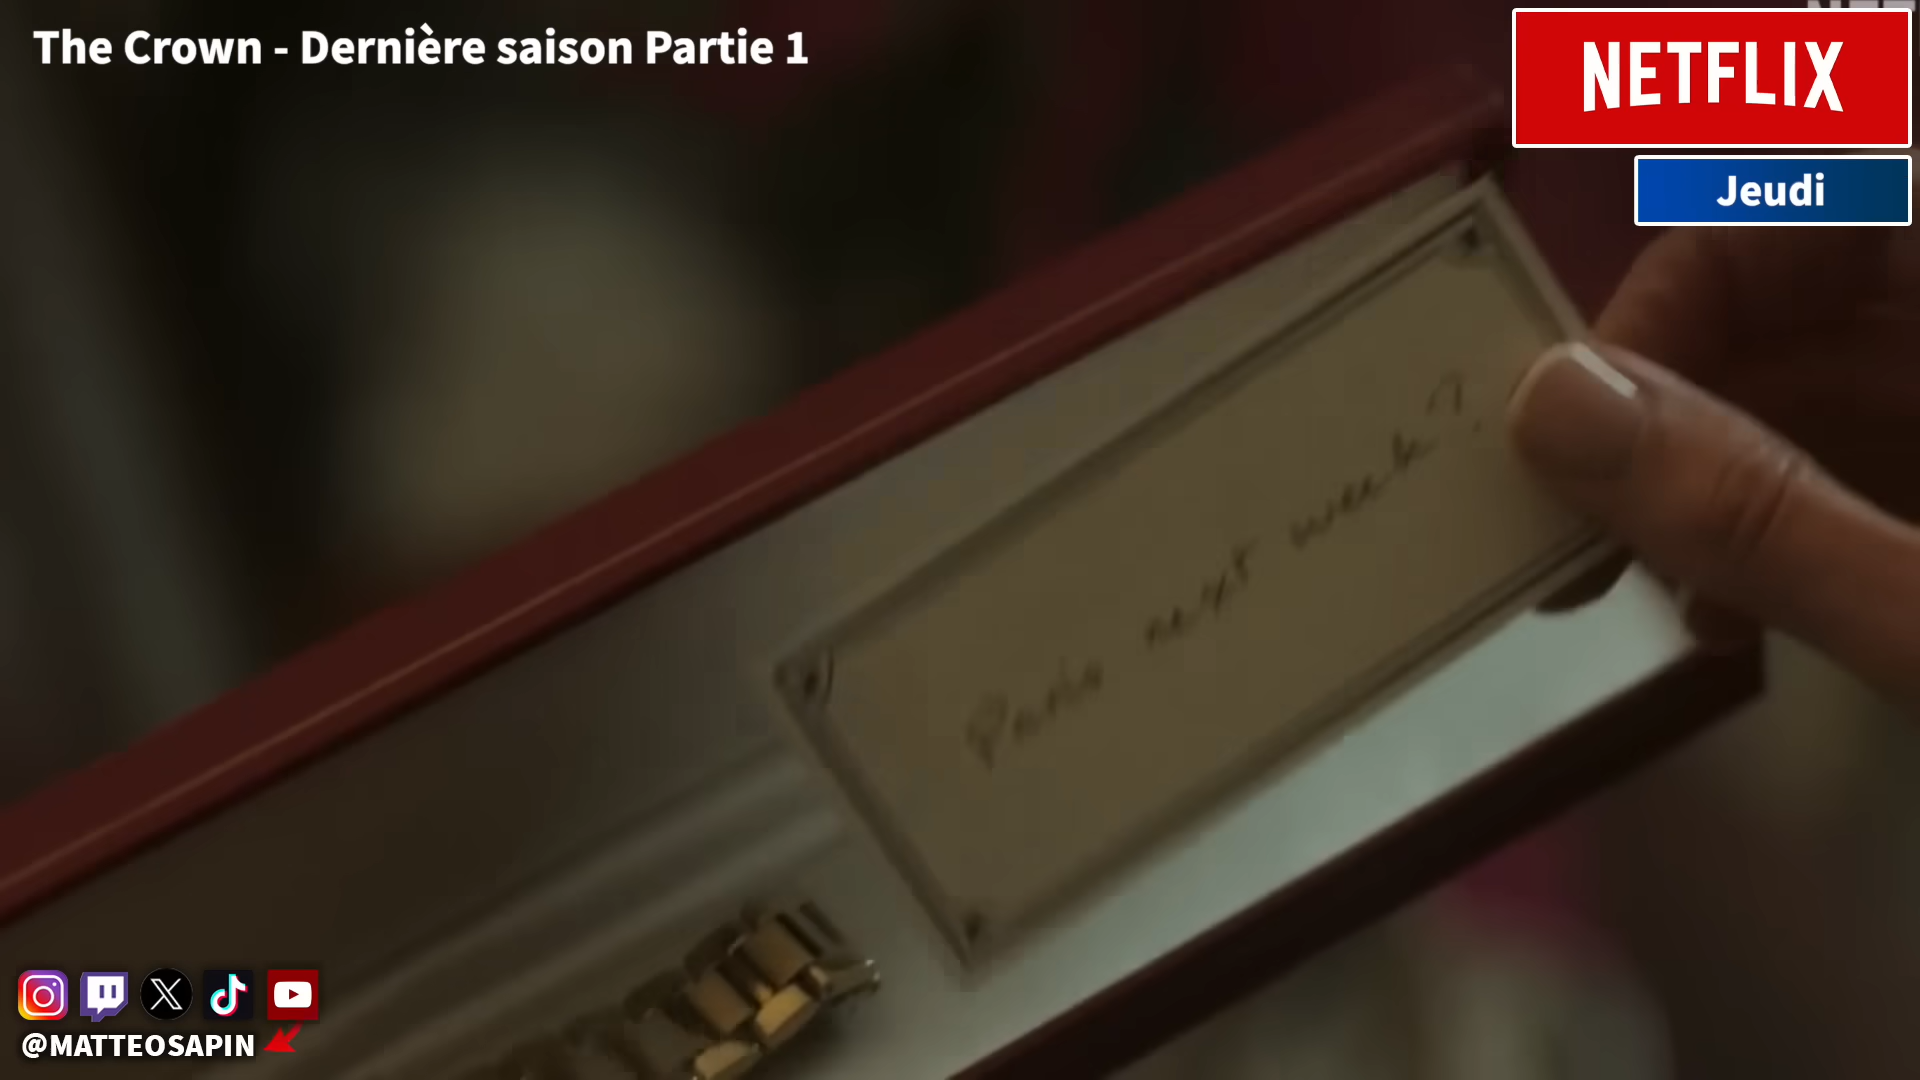 The Crown - Dernière saison Partie 1
NETFLIX
Jeudi
Paris next week?
@MATTEOSAPIN